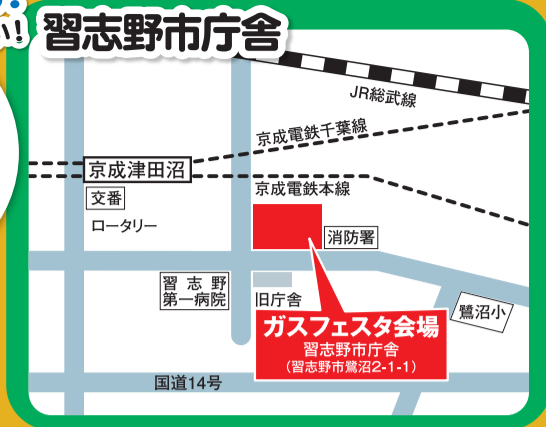 い!
習志野市庁舎
JR総武線
京成電鉄千葉線
京成津田沼
京成電鉄本線
交番
ロータリー
消防署
習志野
第一病院
旧庁舎
鷺沼小
ガスフェスタ会場
習志野市庁舎
(習志野市鷺沼2-1-1)
国道14号